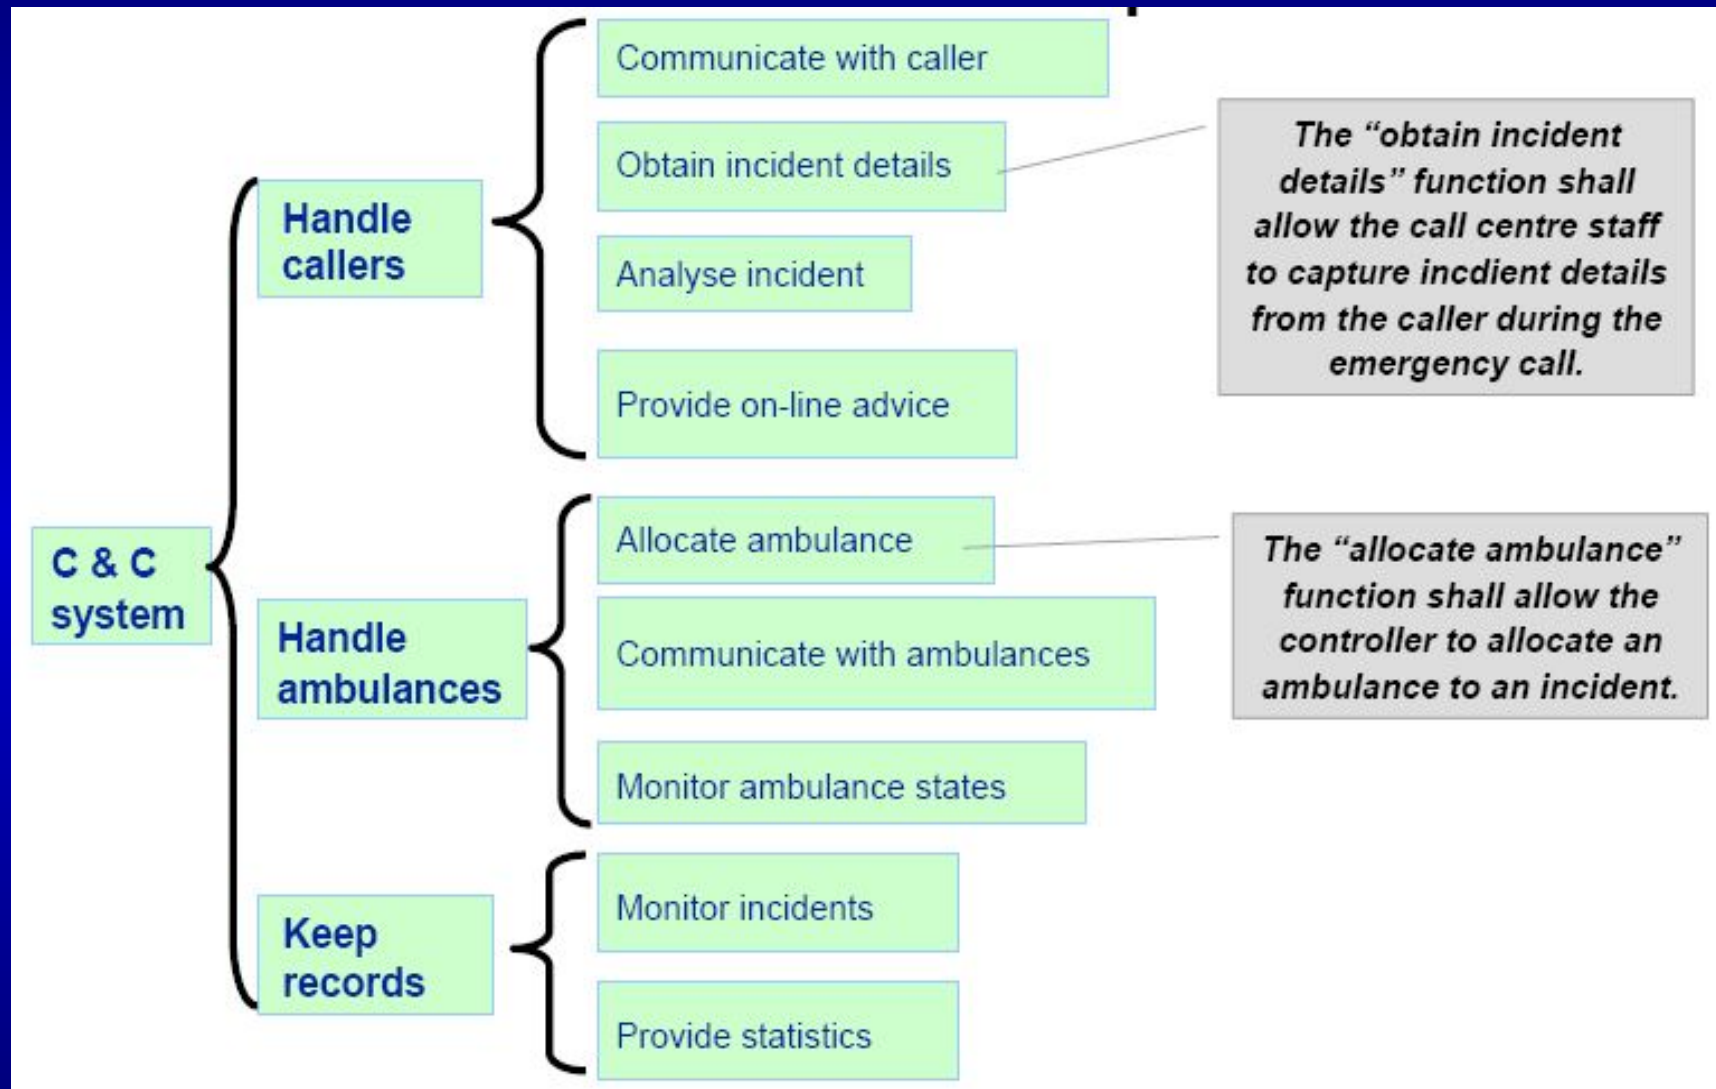 C & C
system
Handle
callers
Communicate with caller
Obtain incident details
Analyse incident
Provide on-line advice
The “obtain incident
details” function shall
allow the call centre staff
to capture incdient details
from the caller during the
emergency call.
Handle
ambulances
Allocate ambulance
Communicate with ambulances
Monitor ambulance states
The “allocate ambulance”
function shall allow the
controller to allocate an
ambulance to an incident.
Keep
records
Monitor incidents
Provide statistics